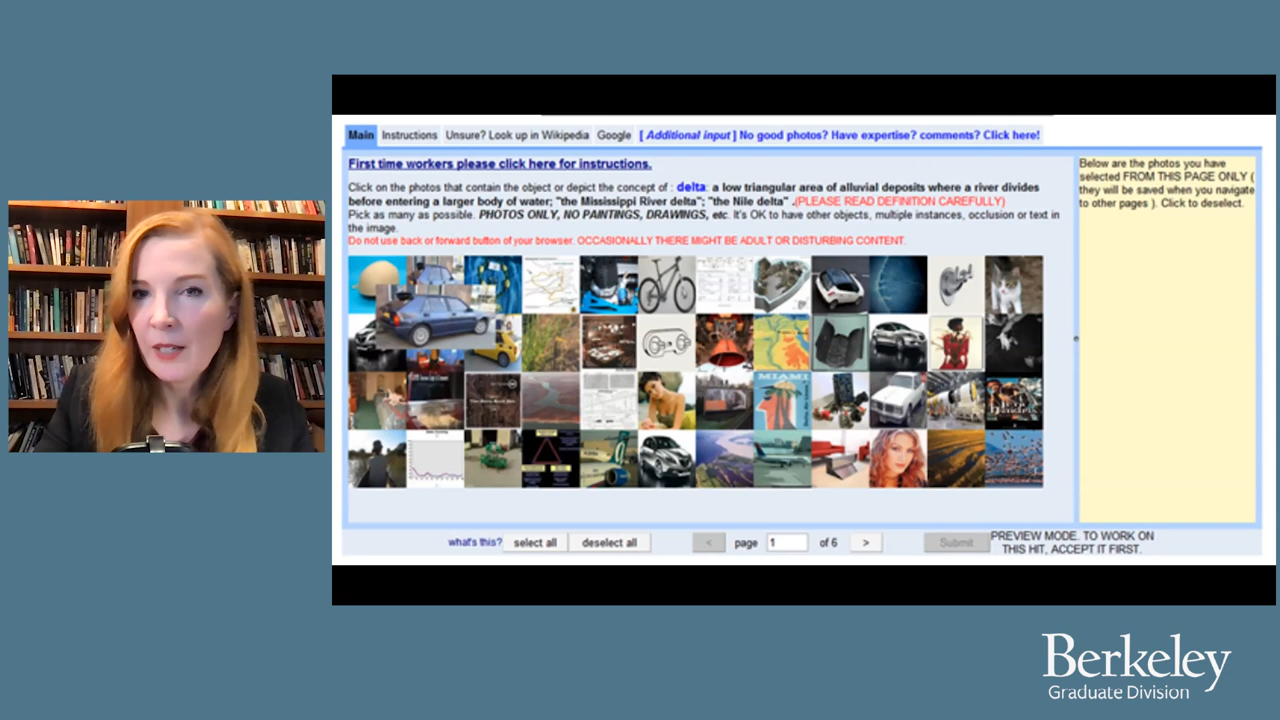 Main Instructions Unsure? Look up in Wikipedia Google [ Additional input ] No good photos? Have expertise? comments? Click here!
First time workers please click here for instructions.
Click on the photos that contain the object or depict the concept of : delta: a low triangular area of alluvial deposits where a river divides
before entering a larger body of water; "the Mississippi River delta"; "the Nile delta" .(PLEASE READ DEFINITION CAREFULLY)
Pick as many as possible. PHOTOS ONLY, NO PAINTINGS, DRAWINGS, etc. It's OK to have other objects, multiple instances, occlusion or text in
the image.
Do not use back or forward button of your browser. OCCASIONALLY THERE MIGHT BE ADULT OR DISTURBING CONTENT.
Below are the photos you have
selected FROM THIS PAGE ONLY (
they will be saved when you navigate
to other pages ). Click to deselect.
MIAMI
what's this? select all deselect all < page 1 of 6 > Submit
PREVIEW MODE. TO WORK ON
THIS HIT, ACCEPT IT FIRST.
Berkeley
Graduate Division